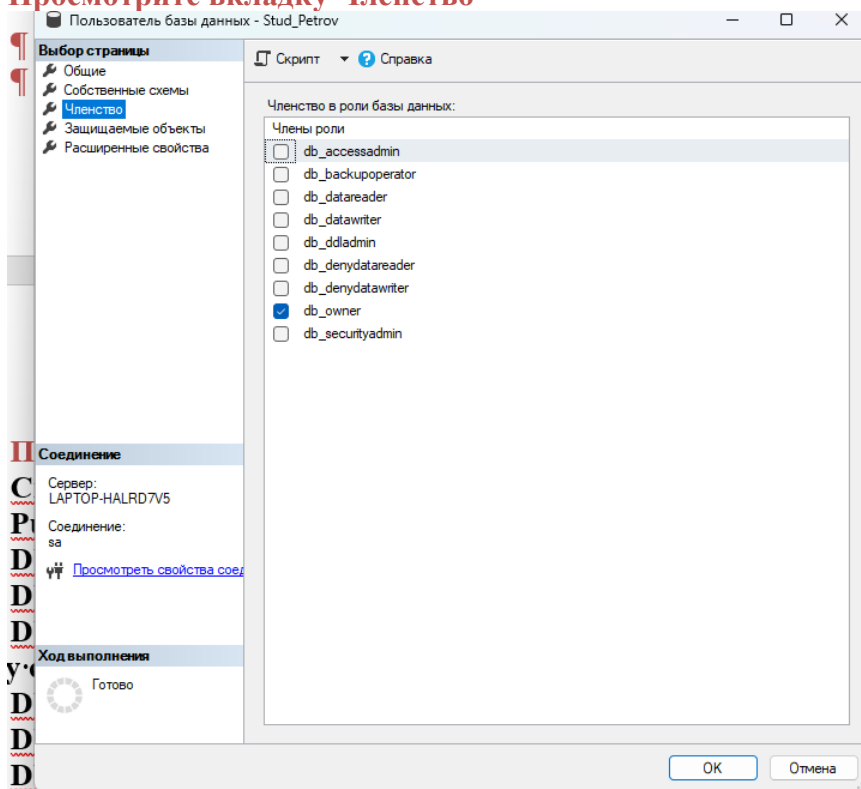 Просмотрите вкладку Членство
Пользователь базы данных - Stud_Petrov
Выбор страницы
Общие
Собственные схемы
Членство
Защищаемые объекты
Расширенные свойства
Скрипт
Справка
Членство в роли базы данных:
Члены роли
db_accessadmin
db_backupoperator
db_datareader
db_datawriter
db_ddladmin
db_denydatareader
db_denydatawriter
db_owner
db_securityadmin
Соединение
Сервер:
LAPTOP-HALRD7V5
Соединение:
sa
Просмотреть свойства соед
Ход выполнения
Готово
OK
Отмена